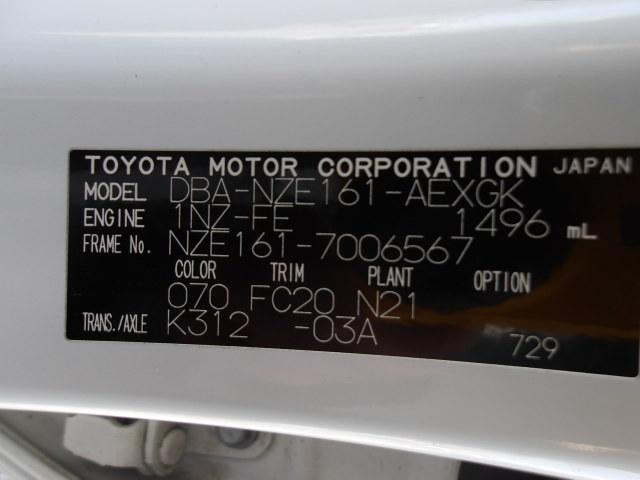 TOYOTA MOTOR CORPORATION JAPAN
MODEL DBA-NZE161-AEXGK
ENGINE 1NZ-FE 1496 mL
FRAME No. NZE161-7006567
COLOR TRIM PLANT OPTION
070 FC20 N21
TRANS./AXLE K312 -03A
729